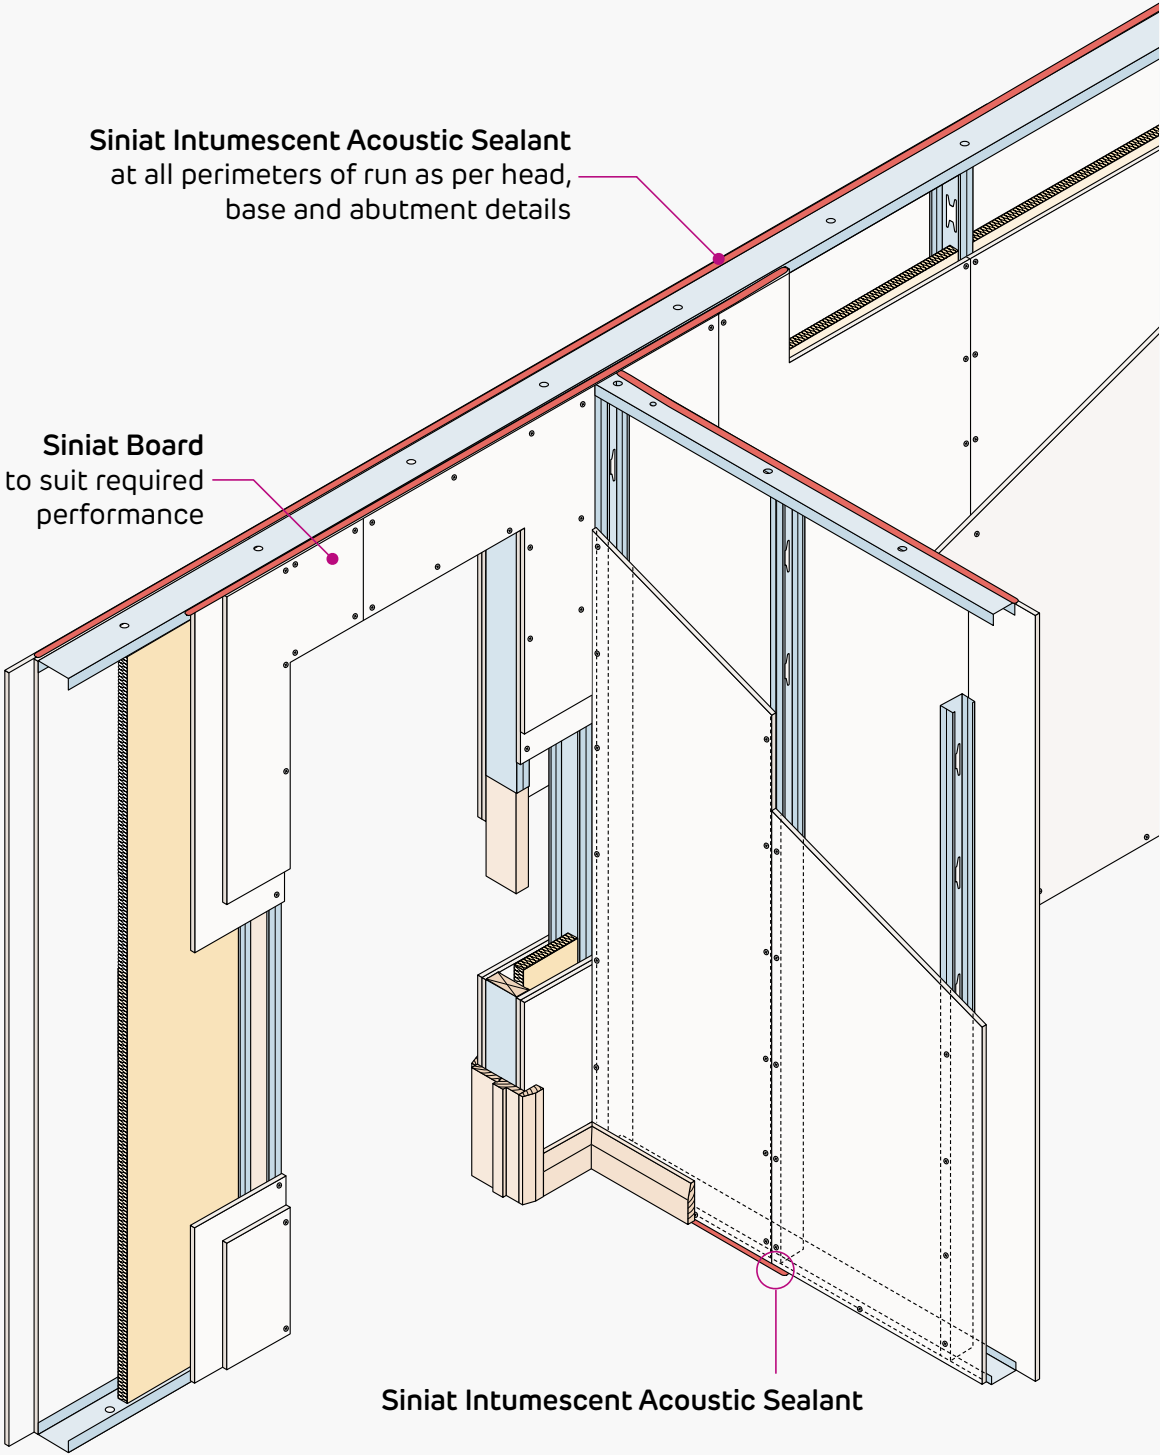 Siniat Intumescent Acoustic Sealant
at all perimeters of run as per head,
base and abutment details
Siniat Board
to suit required
performance
Siniat Intumescent Acoustic Sealant